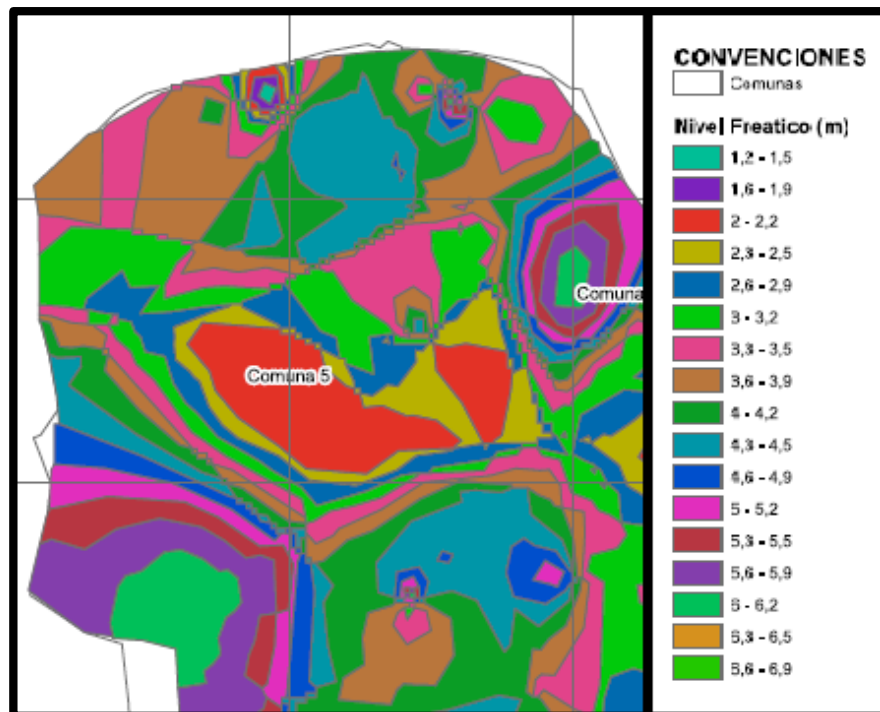 Comuna
Comuna 5
CONVENCIONES
Comunas
Nivel Freatico (m)
1,2 - 1,5
1,6 - 1,9
2 - 2,2
2,3 - 2,5
2,6 - 2,9
3 - 3,2
3,3 - 3,5
3,6 - 3,9
4 - 4,2
4,3 - 4,5
4,6 - 4,9
5 - 5,2
5,3 - 5,5
5,6 - 5,9
6 - 6,2
6,3 - 6,5
6,6 - 6,9